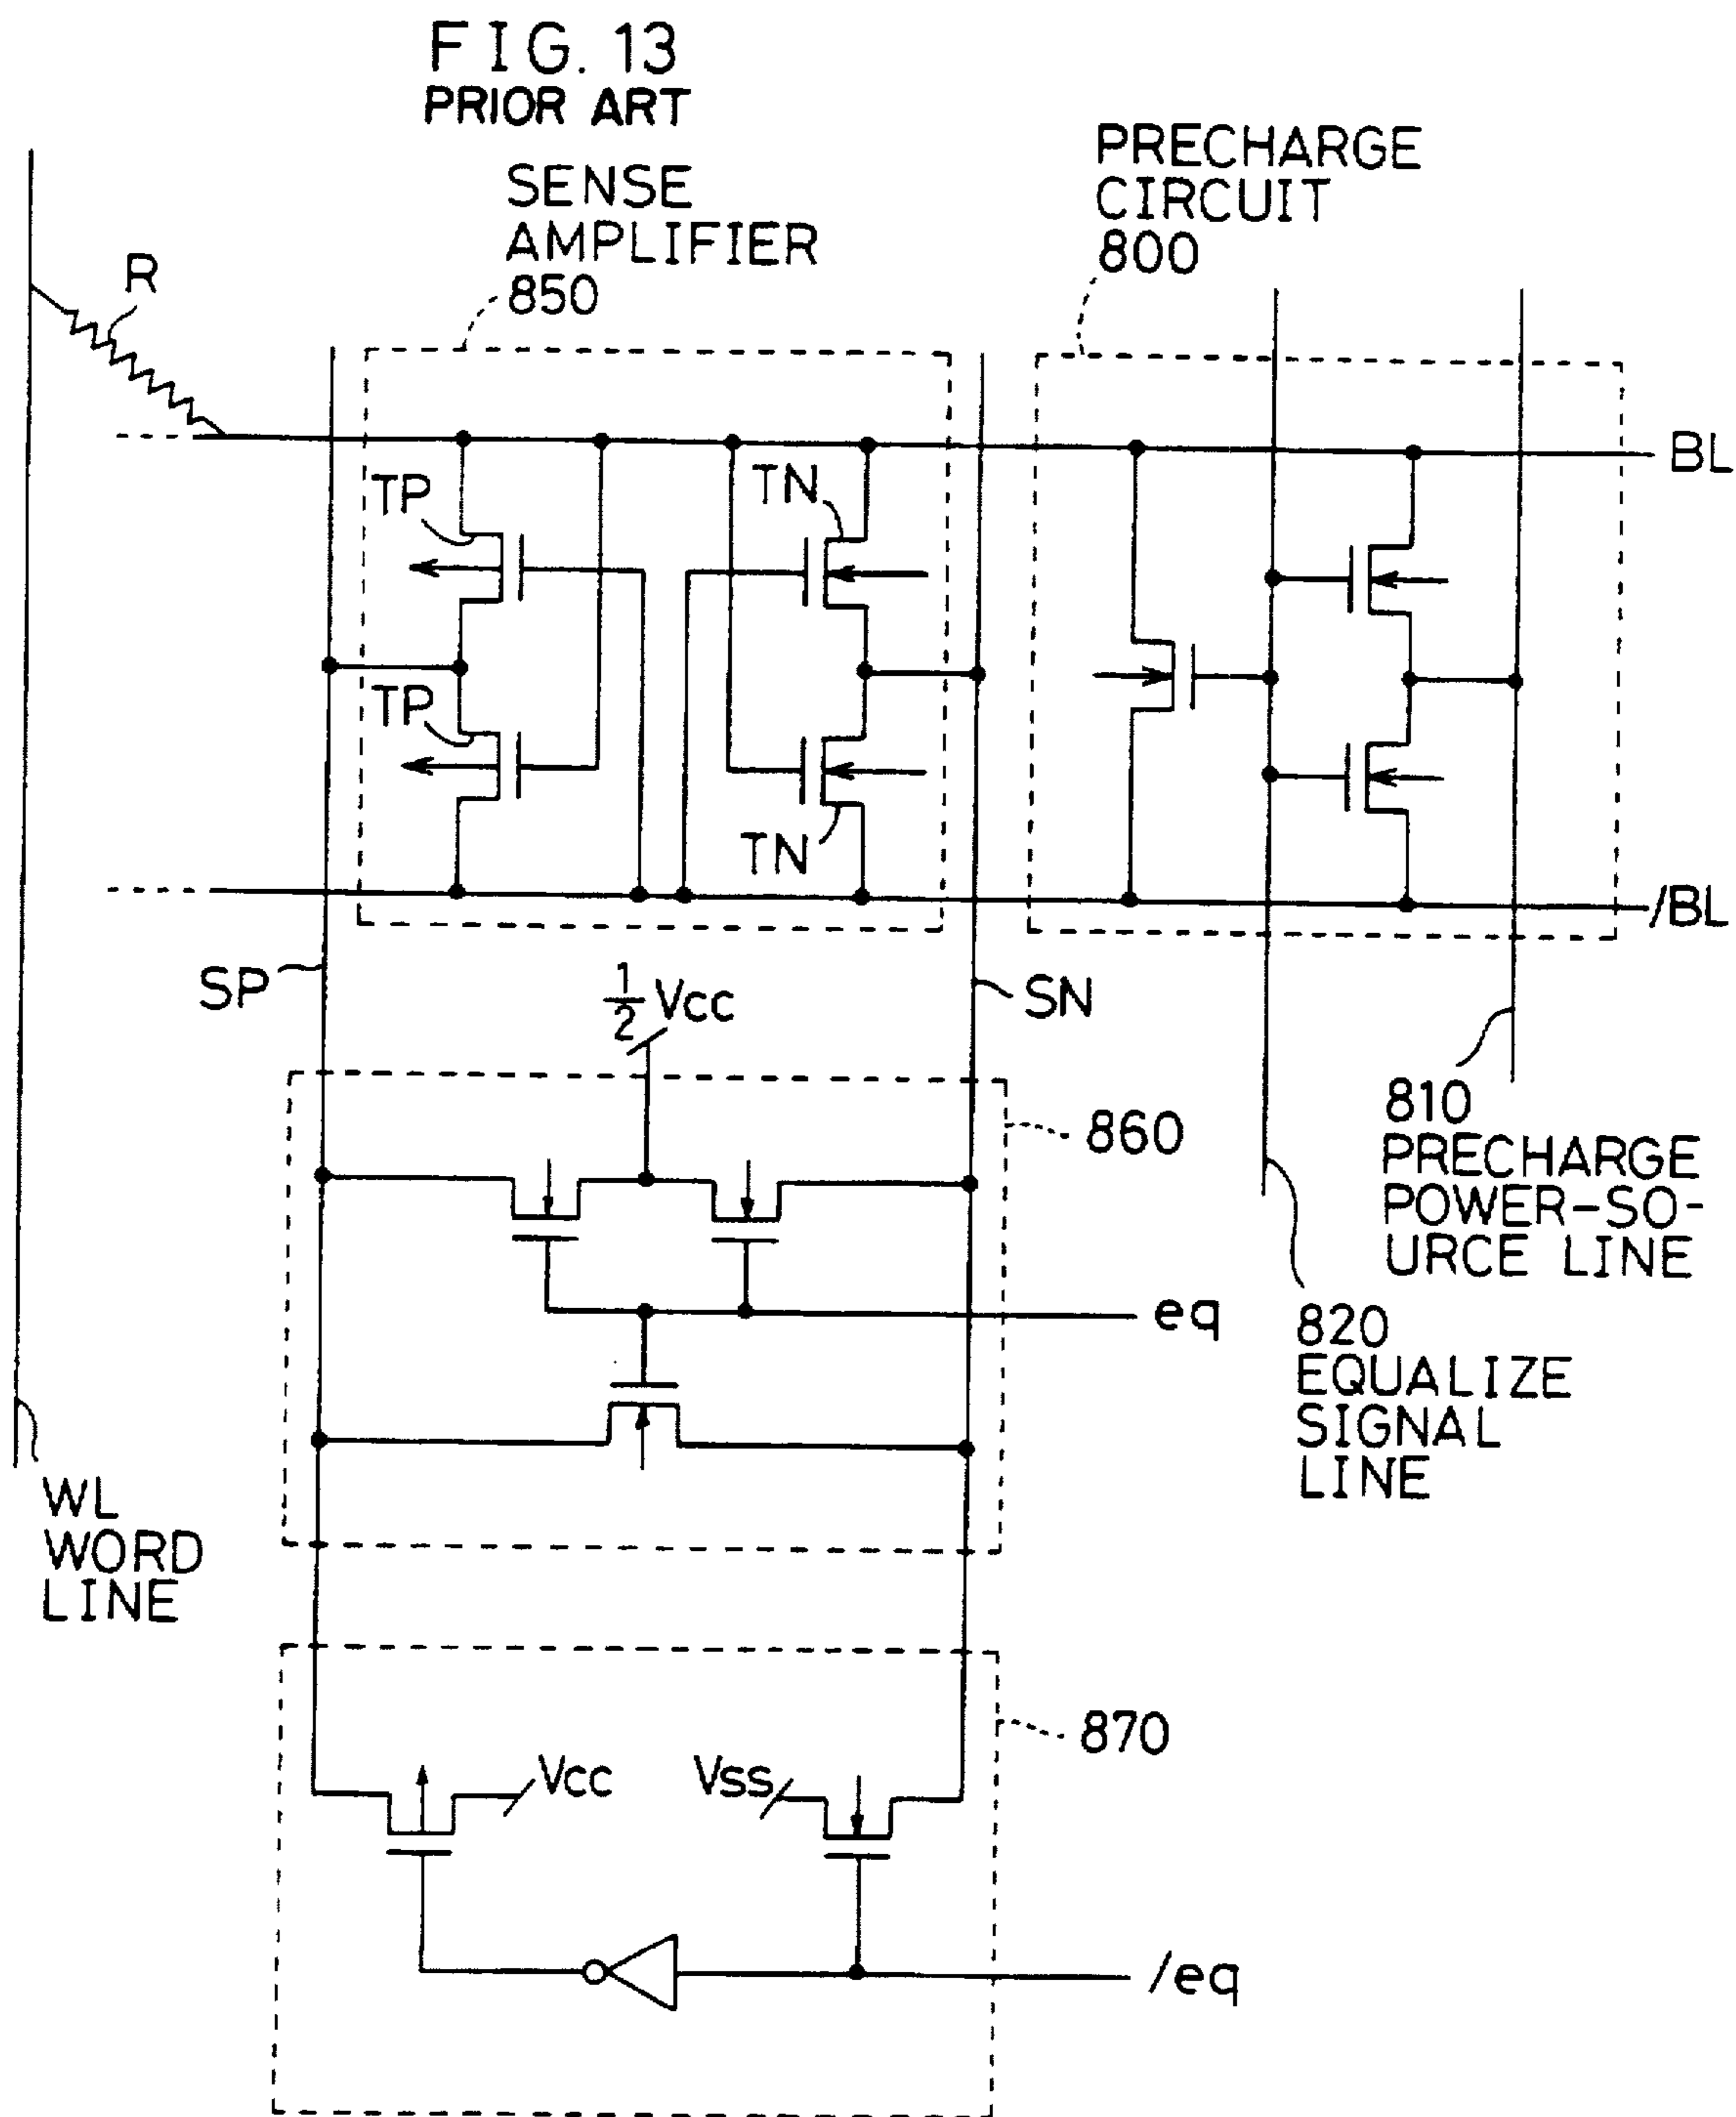 FIG. 13
PRIOR ART
SENSE
AMPLIFIER
850
PRECHARGE
CIRCUIT
800
R
BL
TP
TN
TP
TN
/BL
SP
1/2 Vcc
SN
860
810
PRECHARGE
POWER-SO-
URCE LINE
eq
820
EQUALIZE
SIGNAL
LINE
WL
WORD
LINE
870
Vcc
Vss
/eq